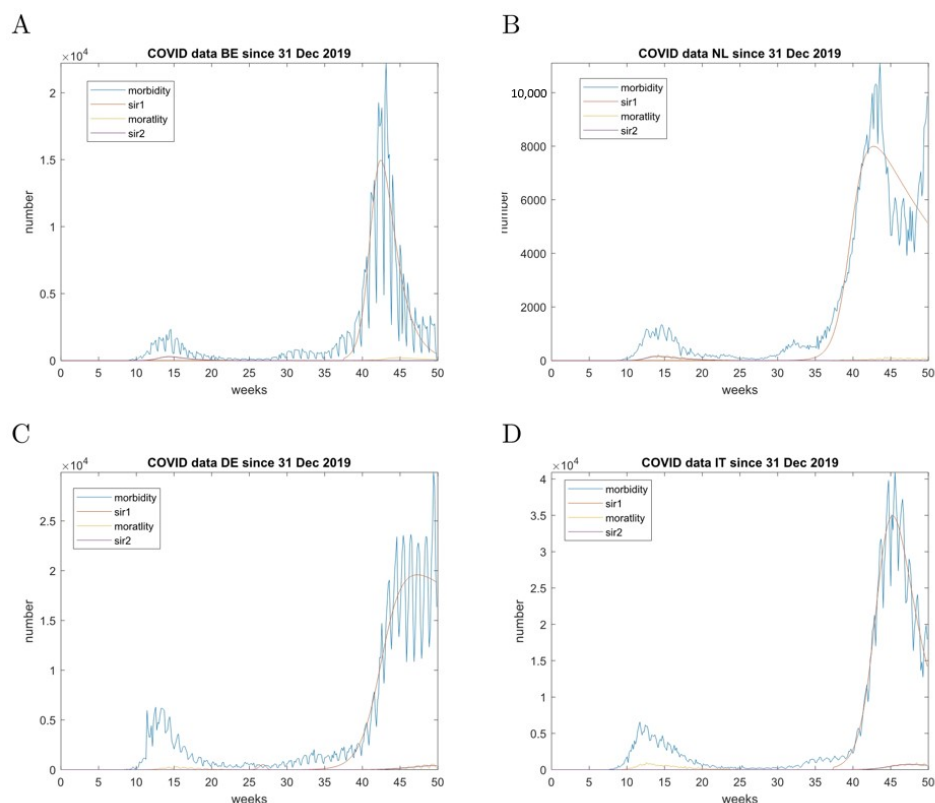 A
COVID data BE since 31 Dec 2019
×10⁴
morbidity
sir1
moratlity
sir2
2
1.5
1
0.5
0
number
0 5 10 15 20 25 30 35 40 45 50
weeks
B
COVID data NL since 31 Dec 2019
morbidity
sir1
moratlity
sir2
10,000
8000
6000
4000
2000
0
number
0 5 10 15 20 25 30 35 40 45 50
weeks
C
COVID data DE since 31 Dec 2019
×10⁴
morbidity
sir1
moratlity
sir2
2.5
2
1.5
1
0.5
0
number
0 5 10 15 20 25 30 35 40 45 50
weeks
D
COVID data IT since 31 Dec 2019
×10⁴
morbidity
sir1
moratlity
sir2
4
3.5
3
2.5
2
1.5
1
0.5
0
number
0 5 10 15 20 25 30 35 40 45 50
weeks